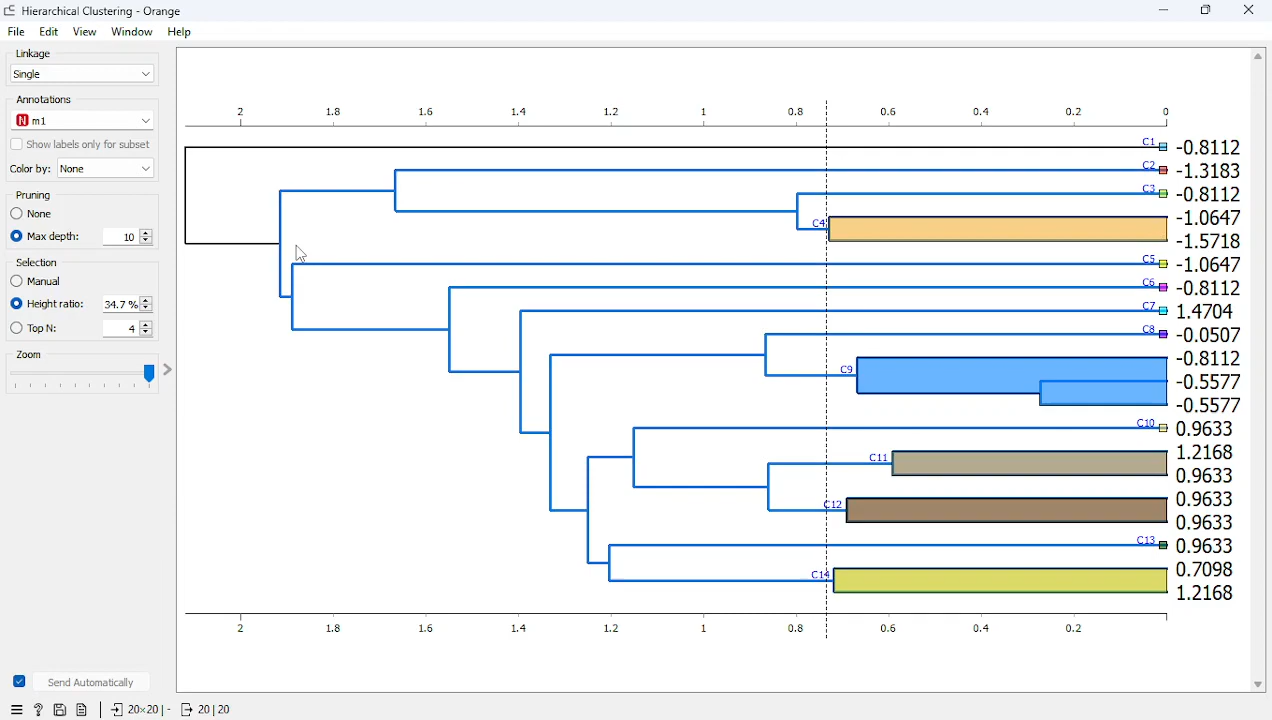 Hierarchical Clustering - Orange
File Edit View Window Help
Linkage
Single
Annotations
N m1
Show labels only for subset
Color by: None
Pruning
None
Max depth: 10
Selection
Manual
Height ratio: 34.7 %
Top N: 4
Zoom
Send Automatically
20×20 | - 20 | 20
2 1.8 1.6 1.4 1.2 1 0.8 0.6 0.4 0.2 0
C1 -0.8112
C2 -1.3183
C3 -0.8112
C4 -1.0647
-1.5718
C5 -1.0647
C6 -0.8112
C7 1.4704
C8 -0.0507
-0.8112
C9 -0.5577
-0.5577
C10 0.9633
1.2168
C11 0.9633
0.9633
C12 0.9633
C13 0.9633
0.7098
C14 1.2168
2 1.8 1.6 1.4 1.2 1 0.8 0.6 0.4 0.2